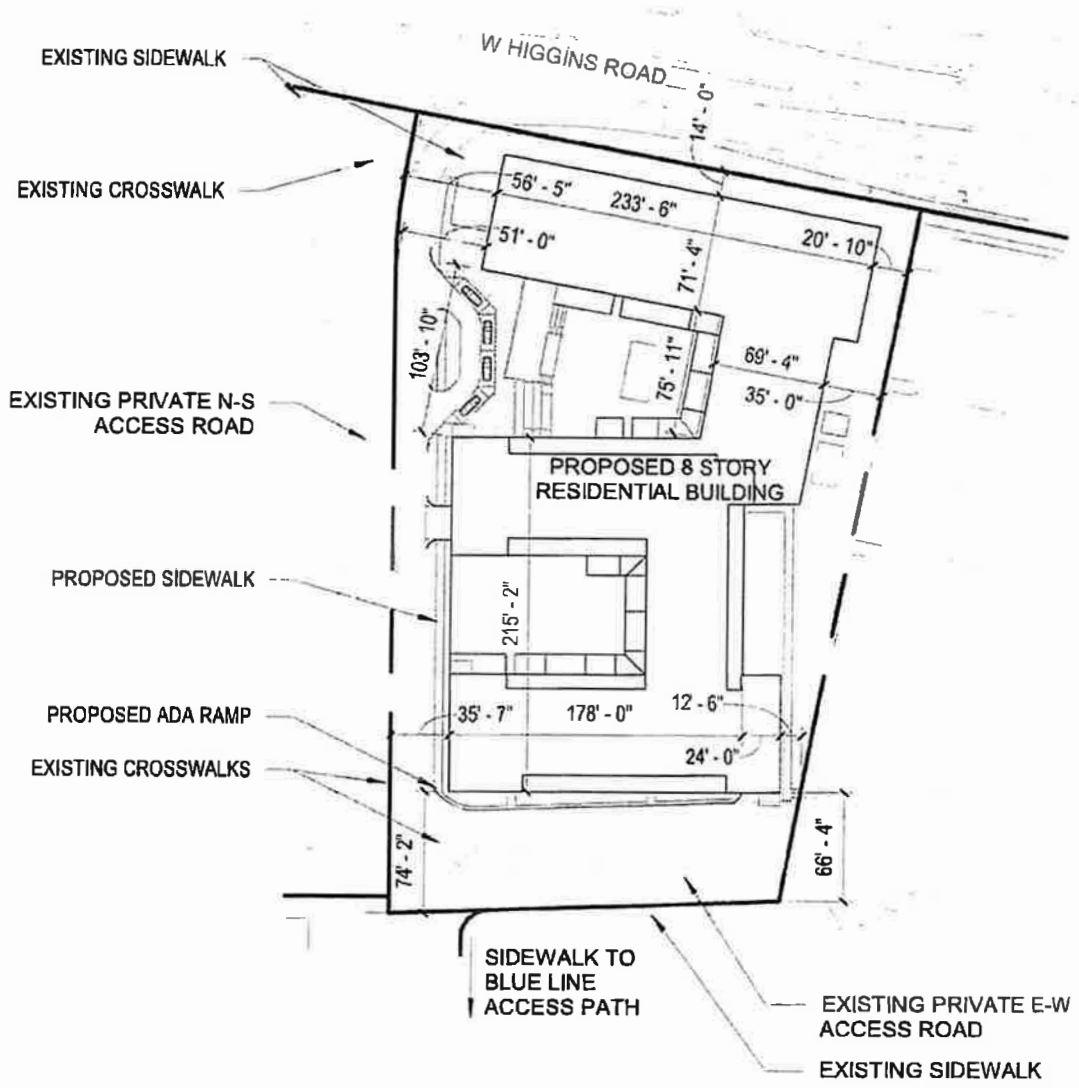 EXISTING SIDEWALK
W HIGGINS ROAD
14' - 0"
EXISTING CROSSWALK
56' - 5"
233' - 6"
20' - 10"
51' - 0"
71' - 4"
103' - 10"
75' - 11"
69' - 4"
35' - 0"
EXISTING PRIVATE N-S
ACCESS ROAD
PROPOSED 8 STORY
RESIDENTIAL BUILDING
PROPOSED SIDEWALK
215' - 2"
PROPOSED ADA RAMP
35' - 7"
178' - 0"
12' - 6"
24' - 0"
EXISTING CROSSWALKS
74' - 2"
66' - 4"
SIDEWALK TO
BLUE LINE
ACCESS PATH
EXISTING PRIVATE E-W
ACCESS ROAD
EXISTING SIDEWALK